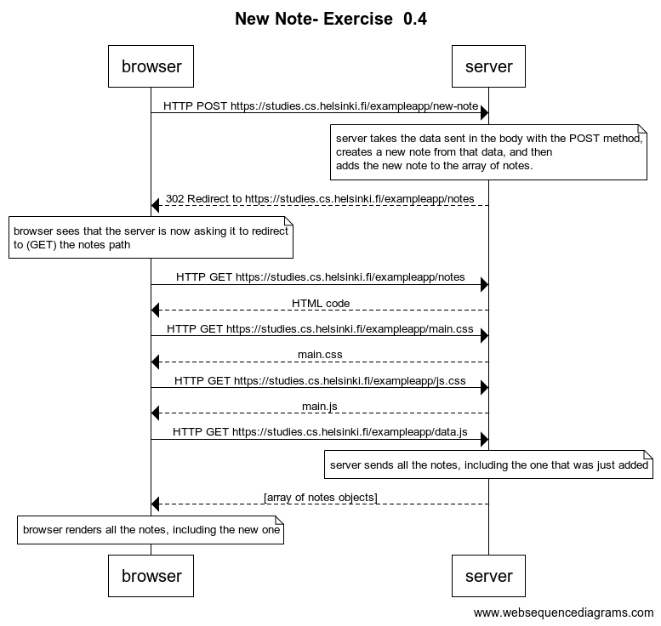 New Note- Exercise  0.4
browser
server
HTTP POST https://studies.cs.helsinki.fi/exampleapp/new-note
server takes the data sent in the body with the POST method,
creates a new note from that data, and then
adds the new note to the array of notes.
302 Redirect to https://studies.cs.helsinki.fi/exampleapp/notes
browser sees that the server is now asking it to redirect
to (GET) the notes path
HTTP GET https://studies.cs.helsinki.fi/exampleapp/notes
HTML code
HTTP GET https://studies.cs.helsinki.fi/exampleapp/main.css
main.css
HTTP GET https://studies.cs.helsinki.fi/exampleapp/js.css
main.js
HTTP GET https://studies.cs.helsinki.fi/exampleapp/data.js
server sends all the notes, including the one that was just added
[array of notes objects]
browser renders all the notes, including the new one
browser
server
www.websequencediagrams.com